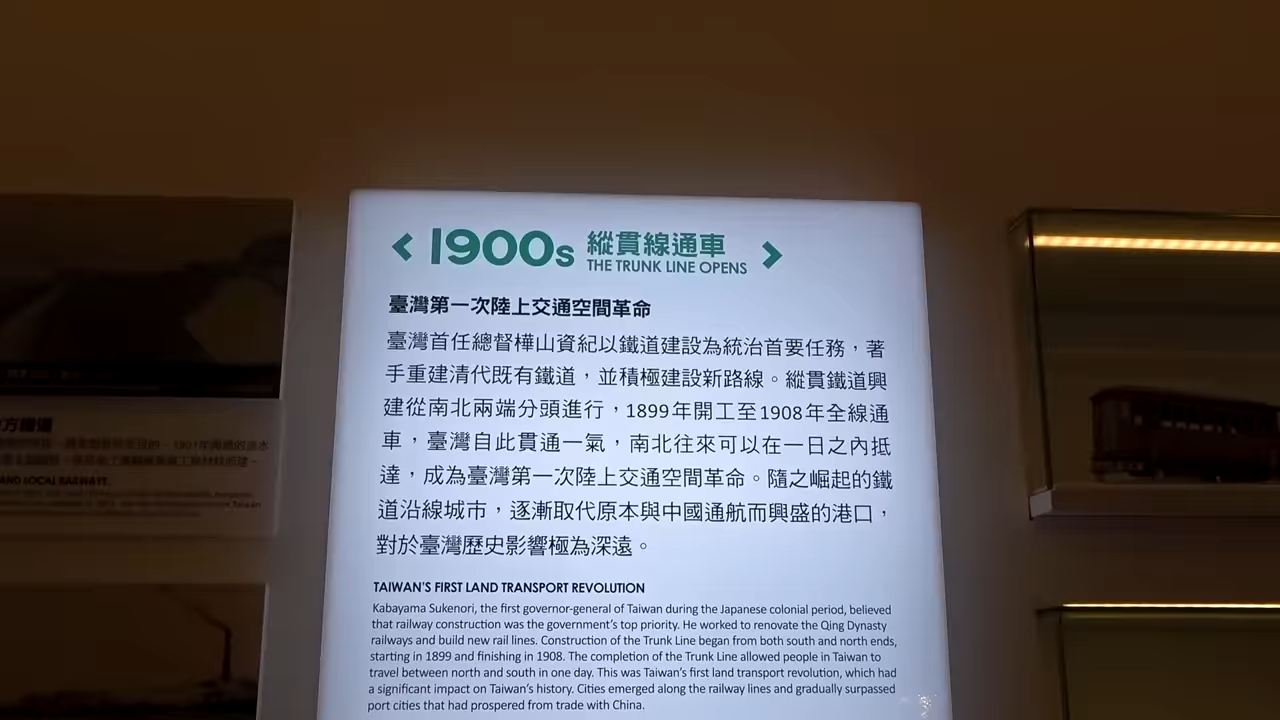 1900s 縱貫線通車
THE TRUNK LINE OPENS
臺灣第一次陸上交通空間革命
臺灣首任總督樺山資紀以鐵道建設為統治首要任務，著
手重建清代既有鐵道，並積極建設新路線。縱貫鐵道興
建從南北兩端分頭進行，1899年開工至1908年全線通
車，臺灣自此貫通一氣，南北往來可以在一日之內抵
達，成為臺灣第一次陸上交通空間革命。隨之崛起的鐵
道沿線城市，逐漸取代原本與中國通航而興盛的港口，
對於臺灣歷史影響極為深遠。
TAIWAN'S FIRST LAND TRANSPORT REVOLUTION
Kabayama Sukenori, the first governor-general of Taiwan during the Japanese colonial period, believed
that railway construction was the government's top priority. He worked to renovate the Qing Dynasty
railways and build new rail lines. Construction of the Trunk Line began from both south and north ends,
starting in 1899 and finishing in 1908. The completion of the Trunk Line allowed people in Taiwan to
travel between north and south in one day. This was Taiwan's first land transport revolution, which had
a significant impact on Taiwan's history. Cities emerged along the railway lines and gradually surpassed
port cities that had prospered from trade with China.
AND LOCAL RAILWAYS.